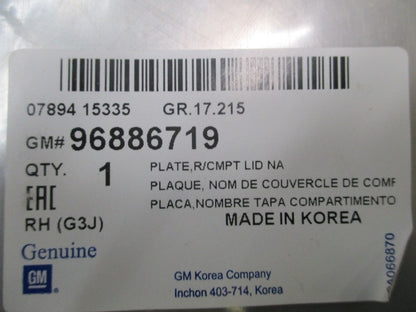 07894 15335 GR.17.215
GM# 96886719
QTY. 1 PLATE,R/CMPT LID NA
PLAQUE, NOM DE COUVERCLE DE COMF
EAC PLACA,NOMBRE TAPA COMPARTIMENTO
RH (G3J) MADE IN KOREA
Genuine
GM
GM Korea Company
Inchon 403-714, Korea
A066870